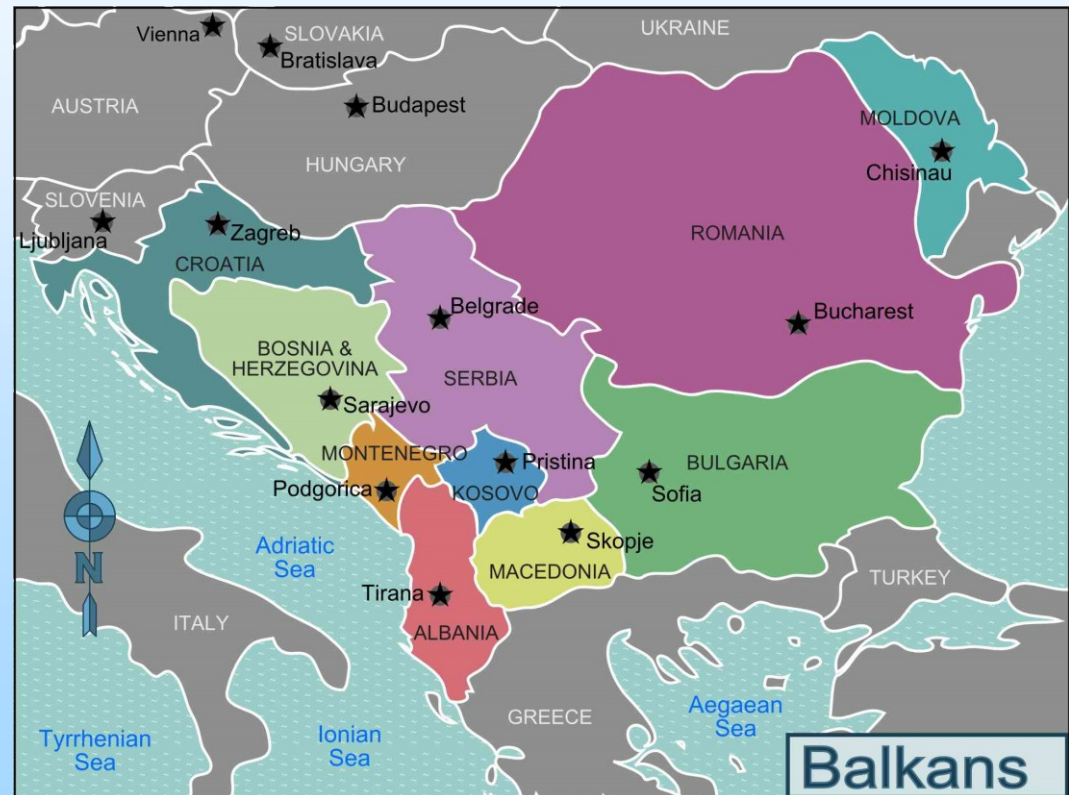 Vienna
SLOVAKIA
Bratislava
UKRAINE
AUSTRIA
Budapest
HUNGARY
MOLDOVA
Chisinau
SLOVENIA
Ljubljana
Zagreb
CROATIA
ROMANIA
Belgrade
Bucharest
BOSNIA &
HERZEGOVINA
SERBIA
Sarajevo
MONTENEGRO
Pristina
BULGARIA
Podgorica
KOSOVO
Sofia
Adriatic
Sea
Skopje
MACEDONIA
TURKEY
N
Tirana
ITALY
ALBANIA
GREECE
Aegaean
Sea
Tyrrhenian
Sea
Ionian
Sea
Balkans